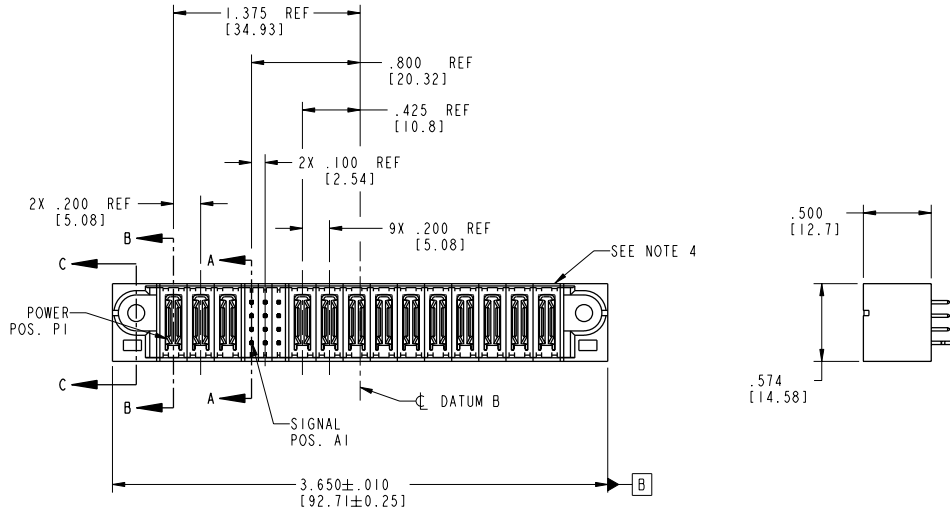 1.375 REF
[34.93]
.800 REF
[20.32]
.425 REF
[10.8]
2X .100 REF
[2.54]
2X .200 REF
[5.08]
9X .200 REF
[5.08]
.500
[12.7]
B
A
C
SEE NOTE 4
POWER
POS. P1
C
B
A
℄ DATUM B
SIGNAL
POS. A1
.574
[14.58]
3.650±.010
[92.71±0.25]
B